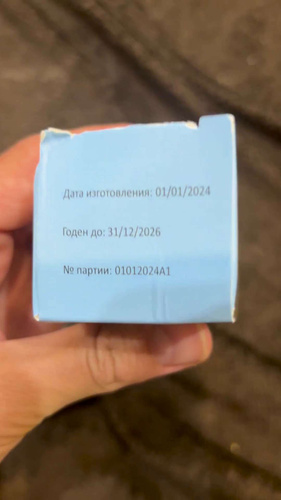 Дата изготовления: 01/01/2024
Годен до: 31/12/2026
№ партии: 01012024A1